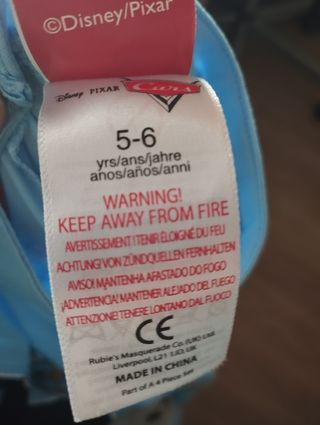 ©Disney/Pixar
Disney PIXAR Cars
5-6
yrs/ans/jahre
anos/años/anni
WARNING!
KEEP AWAY FROM FIRE
AVERTISSEMENT ! TENIR ÉLOIGNÉ DU FEU
ACHTUNG! VON ZÜNDQUELLEN FERNHALTEN
AVISO! MANTENHA AFASTADO DO FOGO
¡ADVERTENCIA! MANTENER ALEJADO DEL FUEGO
ATTENZIONE! TENERE LONTANO DAL FUOCO
CE
Rubie's Masquerade Co. (UK) Ltd.
Liverpool, L21 1JD, UK
MADE IN CHINA
Part of A 4 Piece Set